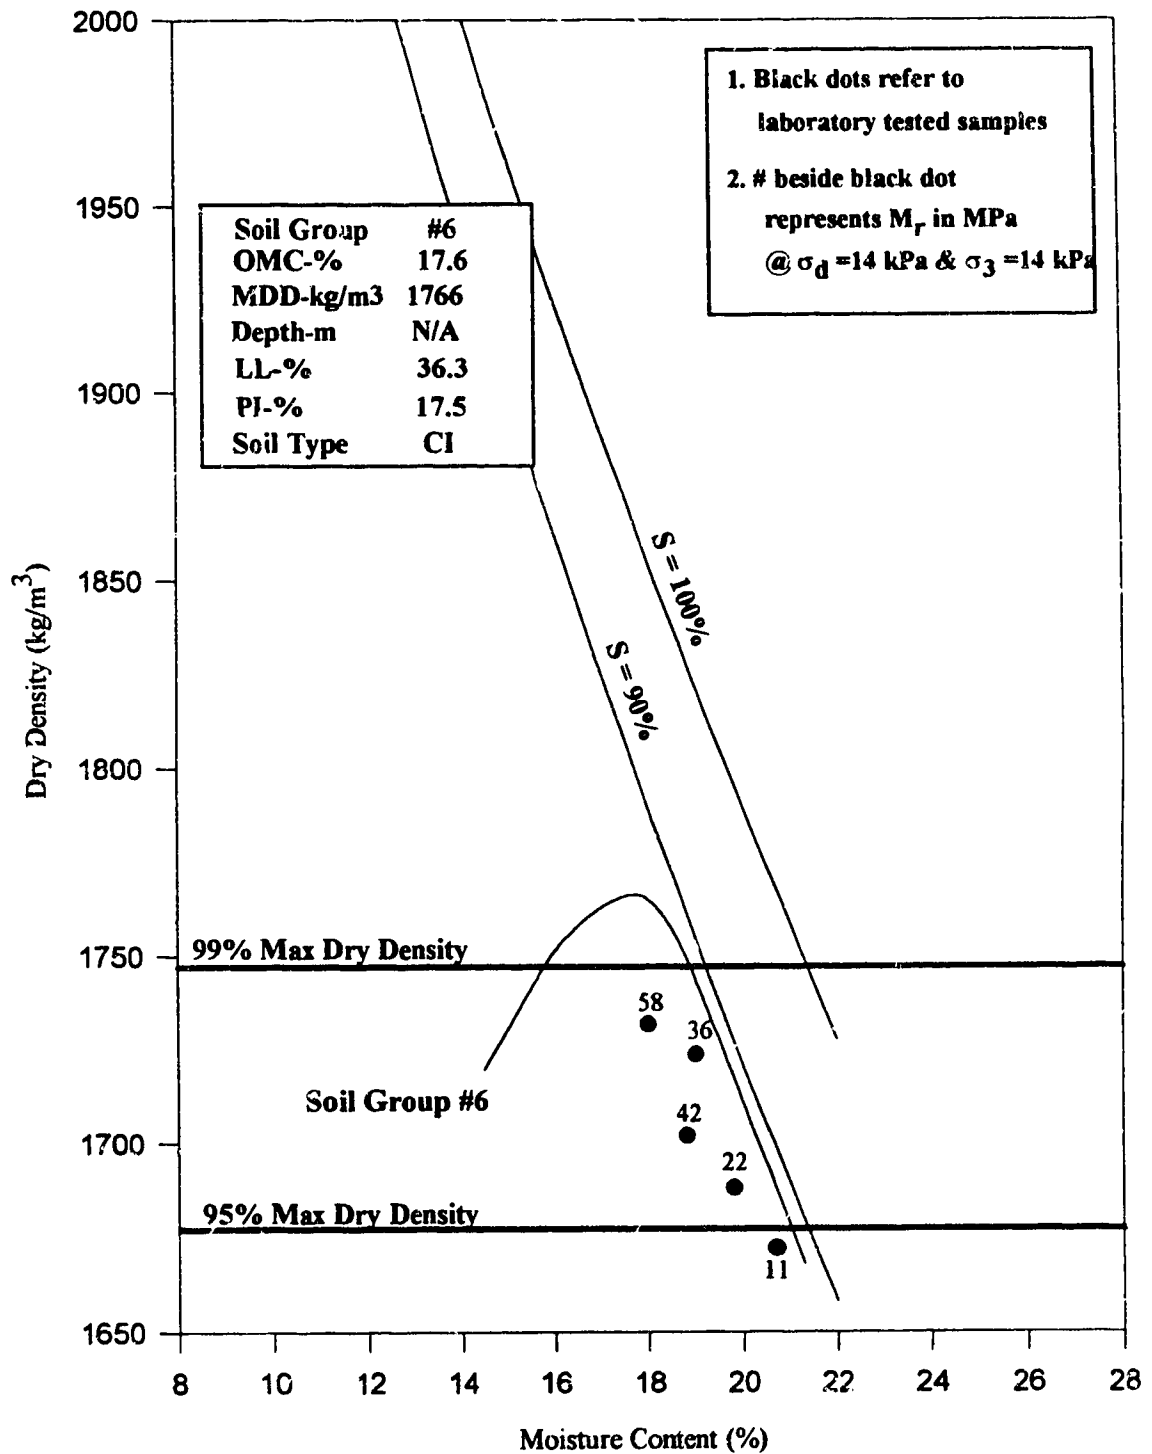 2000
1950
1900
1850
1800
1750
1700
1650
Dry Density (kg/m³)
1. Black dots refer to
laboratory tested samples
2. # beside black dot
represents Mr in MPa
@ σd =14 kPa & σ3 =14 kPa
Soil Group #6
OMC-% 17.6
MDD-kg/m3 1766
Depth-m N/A
LL-% 36.3
PI-% 17.5
Soil Type CI
S = 100%
S = 90%
99% Max Dry Density
58
36
Soil Group #6
42
22
95% Max Dry Density
11
8 10 12 14 16 18 20 22 24 26 28
Moisture Content (%)